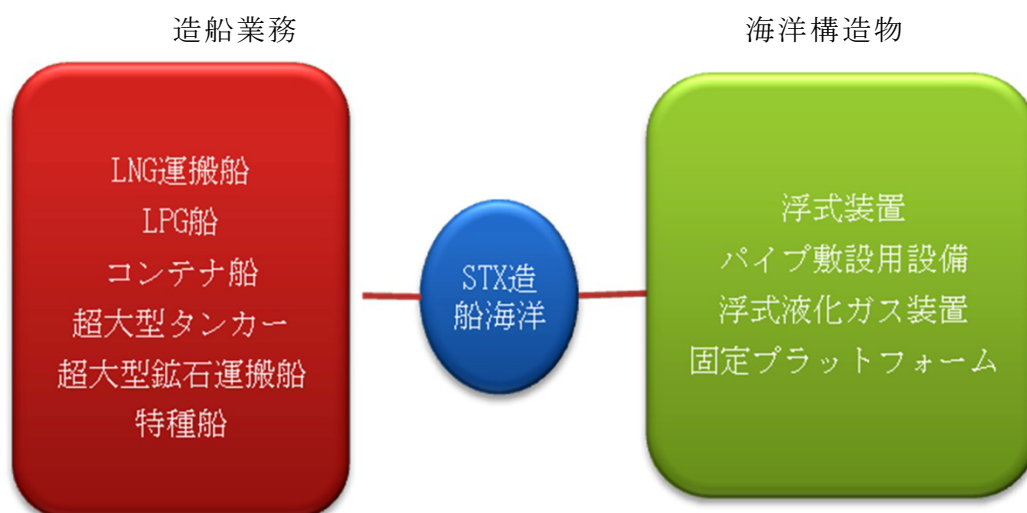 造船業務
海洋構造物
LNG運搬船
LPG船
コンテナ船
超大型タンカー
超大型鉱石運搬船
特種船
STX造
船海洋
浮式装置
パイプ敷設用設備
浮式液化ガス装置
固定プラットフォーム